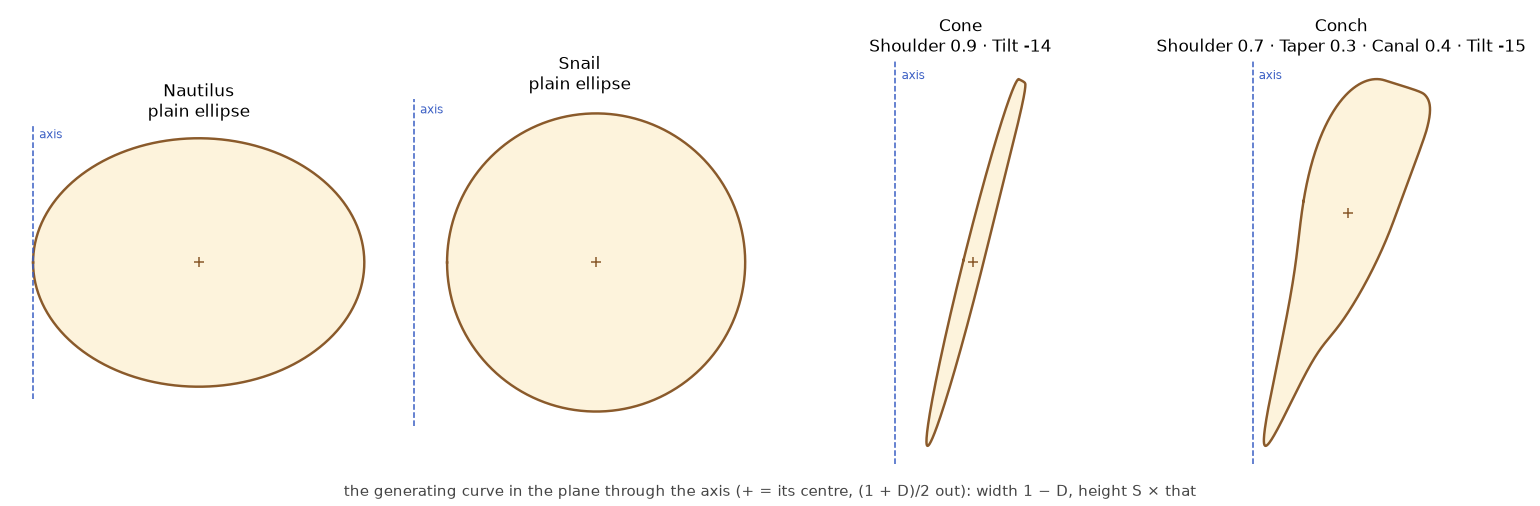 Nautilus
plain ellipse
axis
Snail
plain ellipse
axis
Cone
Shoulder 0.9 · Tilt -14
axis
Conch
Shoulder 0.7 · Taper 0.3 · Canal 0.4 · Tilt -15
axis
the generating curve in the plane through the axis (+ = its centre, (1 + D)/2 out): width 1 − D, height S × that